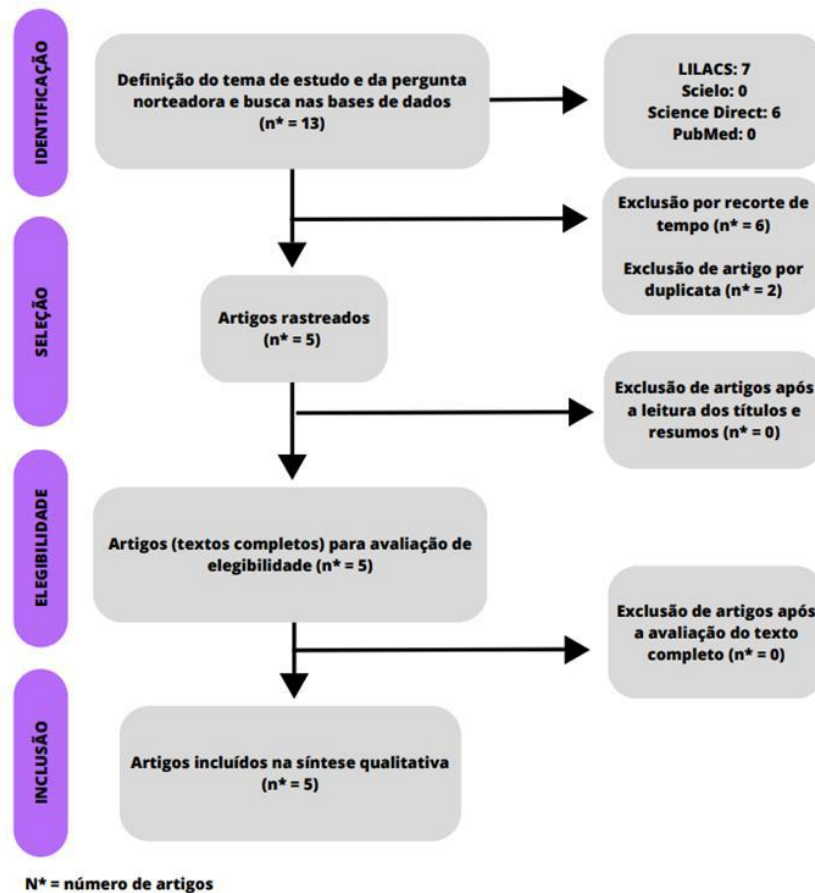 IDENTIFICAÇÃO
Definição do tema de estudo e da pergunta
norteadora e busca nas bases de dados
(n* = 13)
LILACS: 7
Scielo: 0
Science Direct: 6
PubMed: 0
Exclusão por recorte de
tempo (n* = 6)
Exclusão de artigo por
duplicata (n* = 2)
SELEÇÃO
Artigos rastreados
(n* = 5)
Exclusão de artigos após
a leitura dos títulos e
resumos (n* = 0)
ELEGIBILIDADE
Artigos (textos completos) para avaliação de
elegibilidade (n* = 5)
Exclusão de artigos após
a avaliação do texto
completo (n* = 0)
INCLUSÃO
Artigos incluídos na síntese qualitativa
(n* = 5)
N* = número de artigos